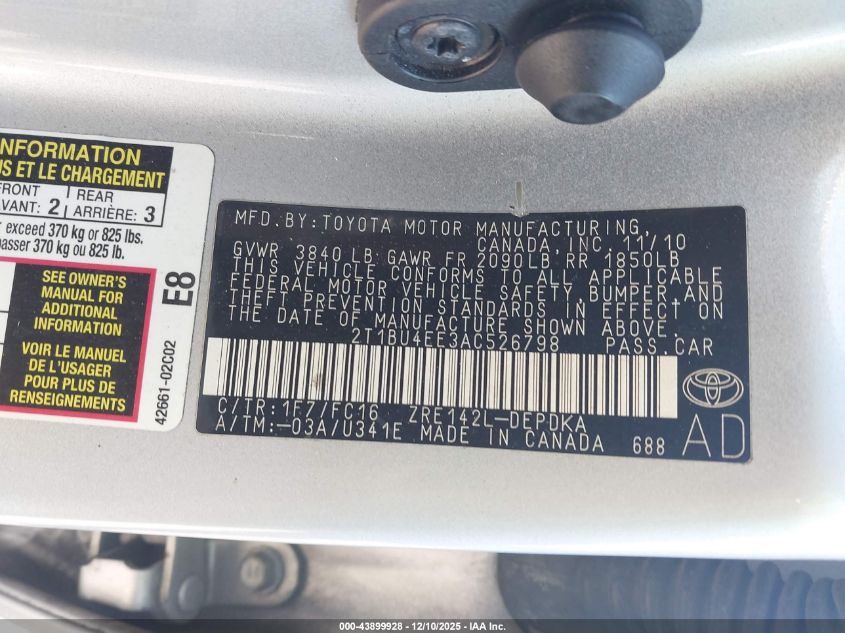 INFORMATION
US ET LE CHARGEMENT
FRONT
AVANT: 2
REAR
ARRIÈRE: 3
exceed 370 kg or 825 lbs.
passer 370 kg ou 825 lb.
SEE OWNER'S
MANUAL FOR
ADDITIONAL
INFORMATION
VOIR LE MANUEL
DE L'USAGER
POUR PLUS DE
RENSEIGNEMENTS
E8
42661-02C02
MFD. BY: TOYOTA MOTOR MANUFACTURING,
CANADA, INC. 11/10
GVWR 3840 LB GAWR FR 2090LB RR 1850LB
THIS VEHICLE CONFORMS TO ALL APPLICABLE
FEDERAL MOTOR VEHICLE SAFETY, BUMPER, AND
THEFT PREVENTION STANDARDS IN EFFECT ON
THE DATE OF MANUFACTURE SHOWN ABOVE.
2T1BU4EE3AC526798 PASS. CAR
C/TR: 1F7/FC16 ZRE142L-DEPDKA
A/TM: -03A/U341E MADE IN CANADA 688
AD
000-43899928 - 12/10/2025 - IAA Inc.